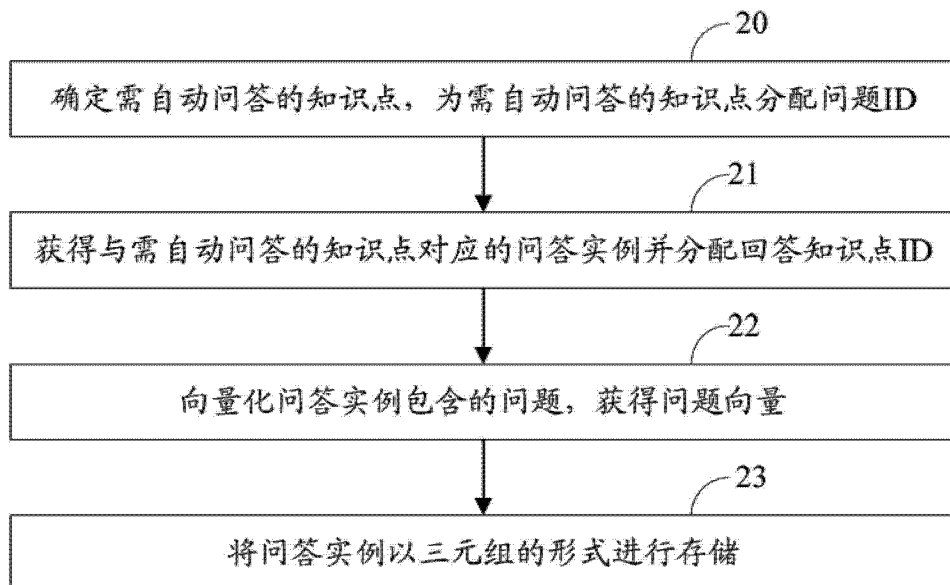 20
确定需自动问答的知识点，为需自动问答的知识点分配问题ID
21
获得与需自动问答的知识点对应的问答实例并分配回答知识点ID
22
向量化问答实例包含的问题，获得问题向量
23
将问答实例以三元组的形式进行存储